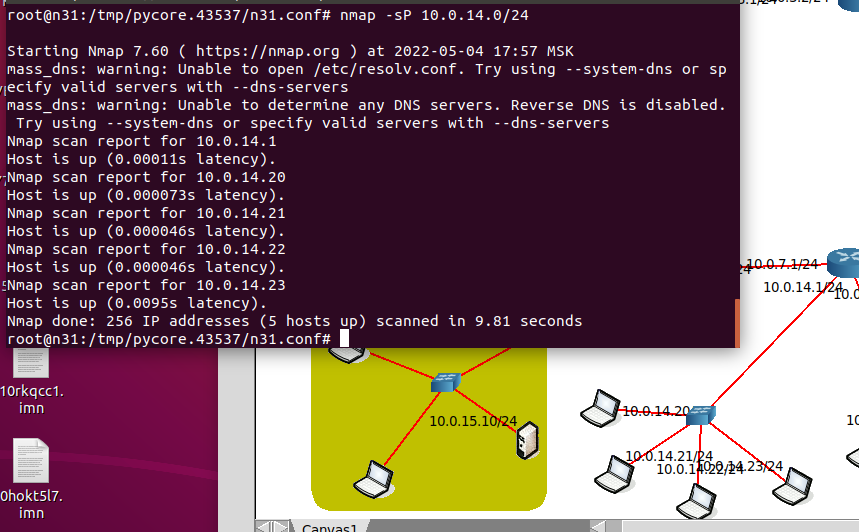 root@n31:/tmp/pycore.43537/n31.conf# nmap -sP 10.0.14.0/24
Starting Nmap 7.60 ( https://nmap.org ) at 2022-05-04 17:57 MSK
mass_dns: warning: Unable to open /etc/resolv.conf. Try using --system-dns or sp
ecify valid servers with --dns-servers
mass_dns: warning: Unable to determine any DNS servers. Reverse DNS is disabled.
Try using --system-dns or specify valid servers with --dns-servers
Nmap scan report for 10.0.14.1
Host is up (0.00011s latency).
Nmap scan report for 10.0.14.20
Host is up (0.000073s latency).
Nmap scan report for 10.0.14.21
Host is up (0.000046s latency).
Nmap scan report for 10.0.14.22
Host is up (0.000046s latency).
Nmap scan report for 10.0.14.23
Host is up (0.0095s latency).
Nmap done: 256 IP addresses (5 hosts up) scanned in 9.81 seconds
root@n31:/tmp/pycore.43537/n31.conf#
10.0.7.1/24
10.0.14.1/24
10rkqcc1.
imn
0hokt5l7.
imn
10.0.15.10/24
10.0.14.20
10.0.14.21/24
10.0.14.22/24
10.0.14.23/24
Canvas1